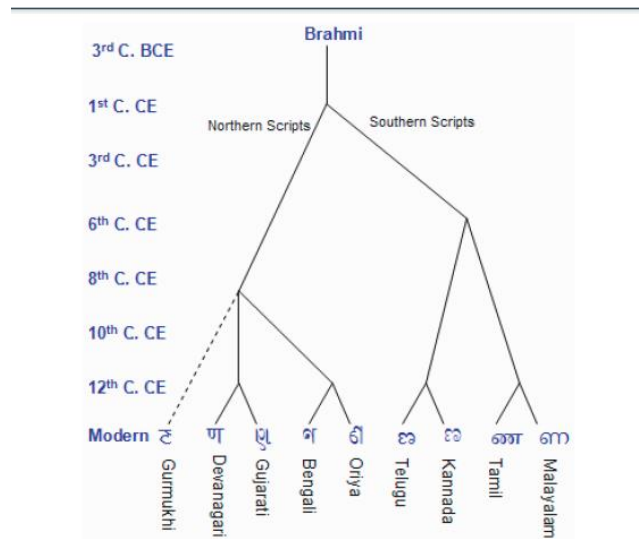 Brahmi
3rd C. BCE
1st C. CE
Northern Scripts
Southern Scripts
3rd C. CE
6th C. CE
8th C. CE
10th C. CE
12th C. CE
Modern ਣ ण ણ ণ ଣ ణ ಣ ண ണ
Gurmukhi
Devanagari
Gujarati
Bengali
Oriya
Telugu
Kannada
Tamil
Malayalam